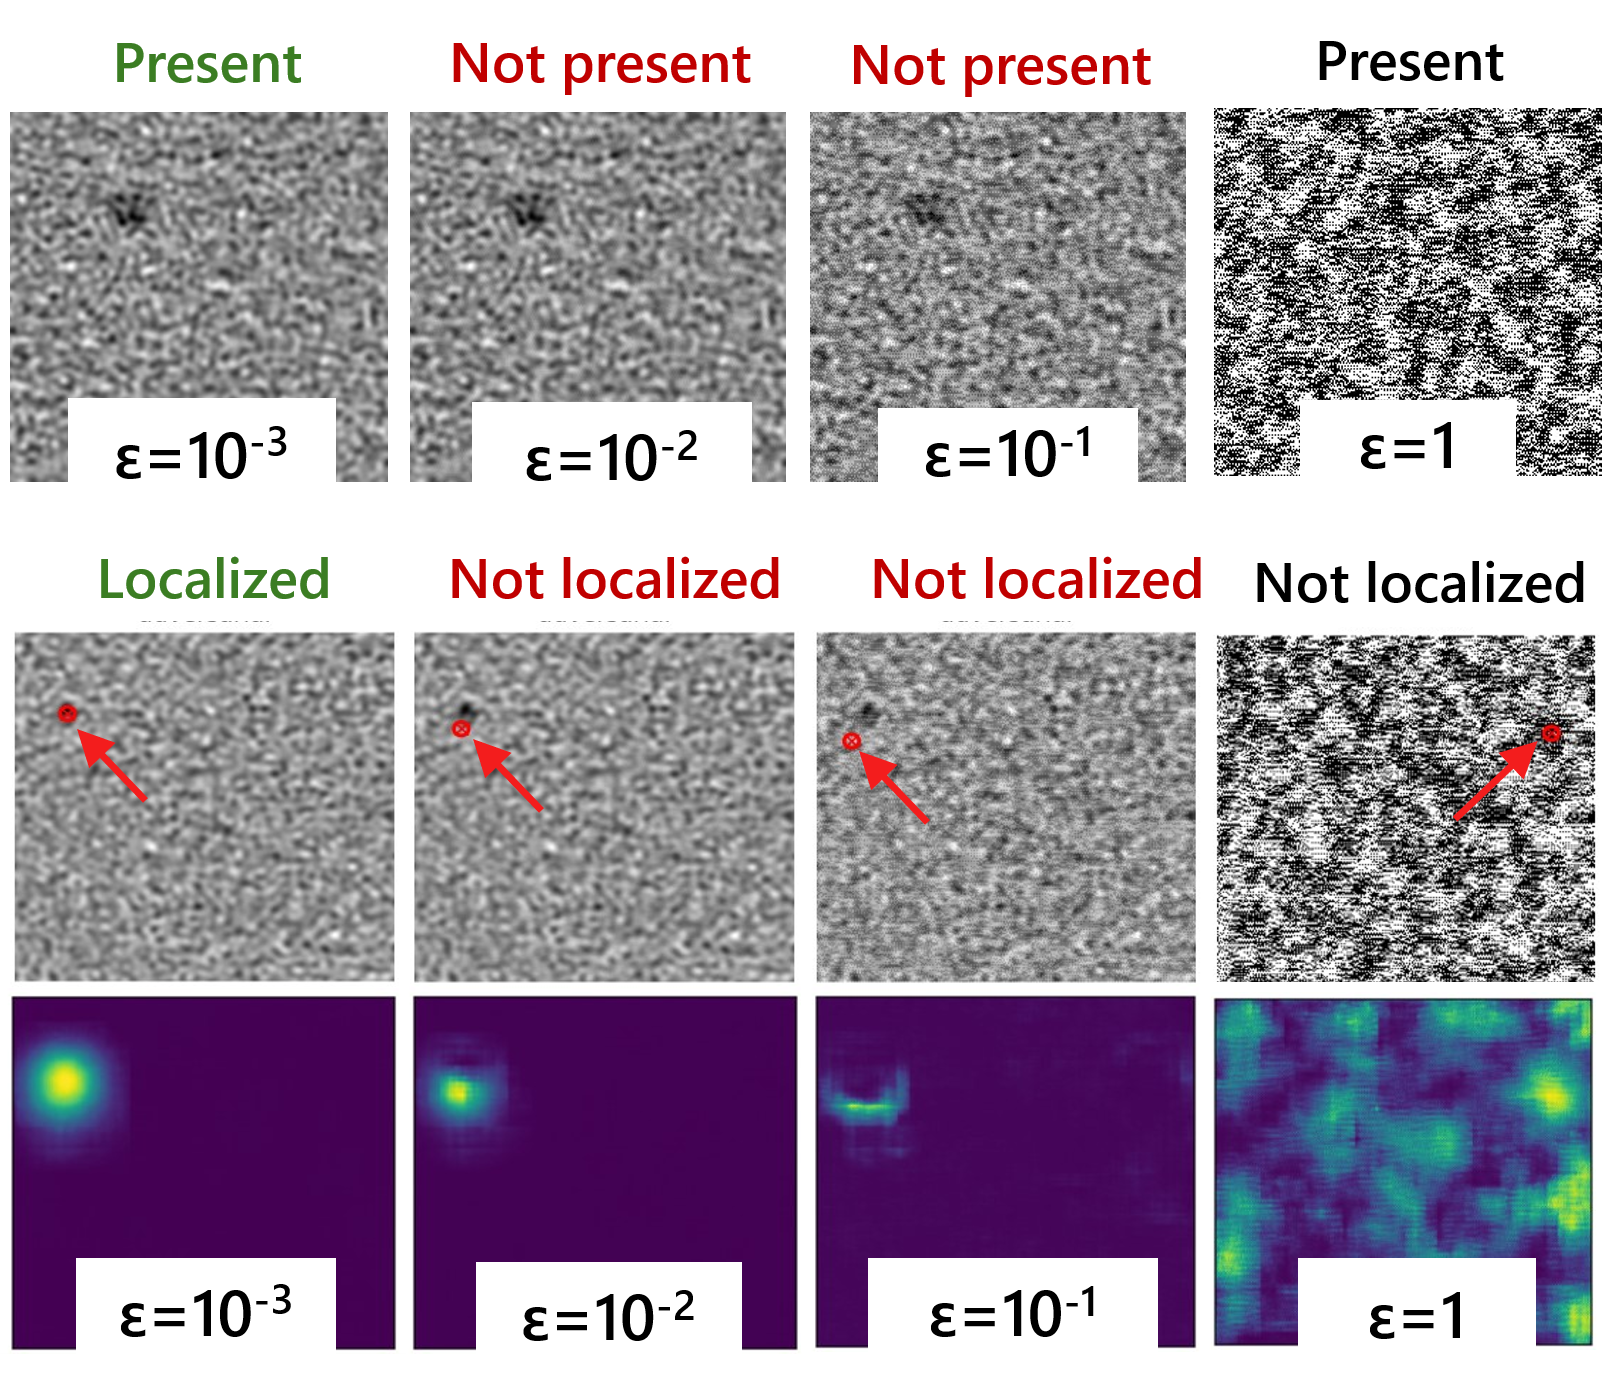 Present Not present Not present Present
ε=10⁻³ ε=10⁻² ε=10⁻¹ ε=1
Localized Not localized Not localized Not localized
ε=10⁻³ ε=10⁻² ε=10⁻¹ ε=1